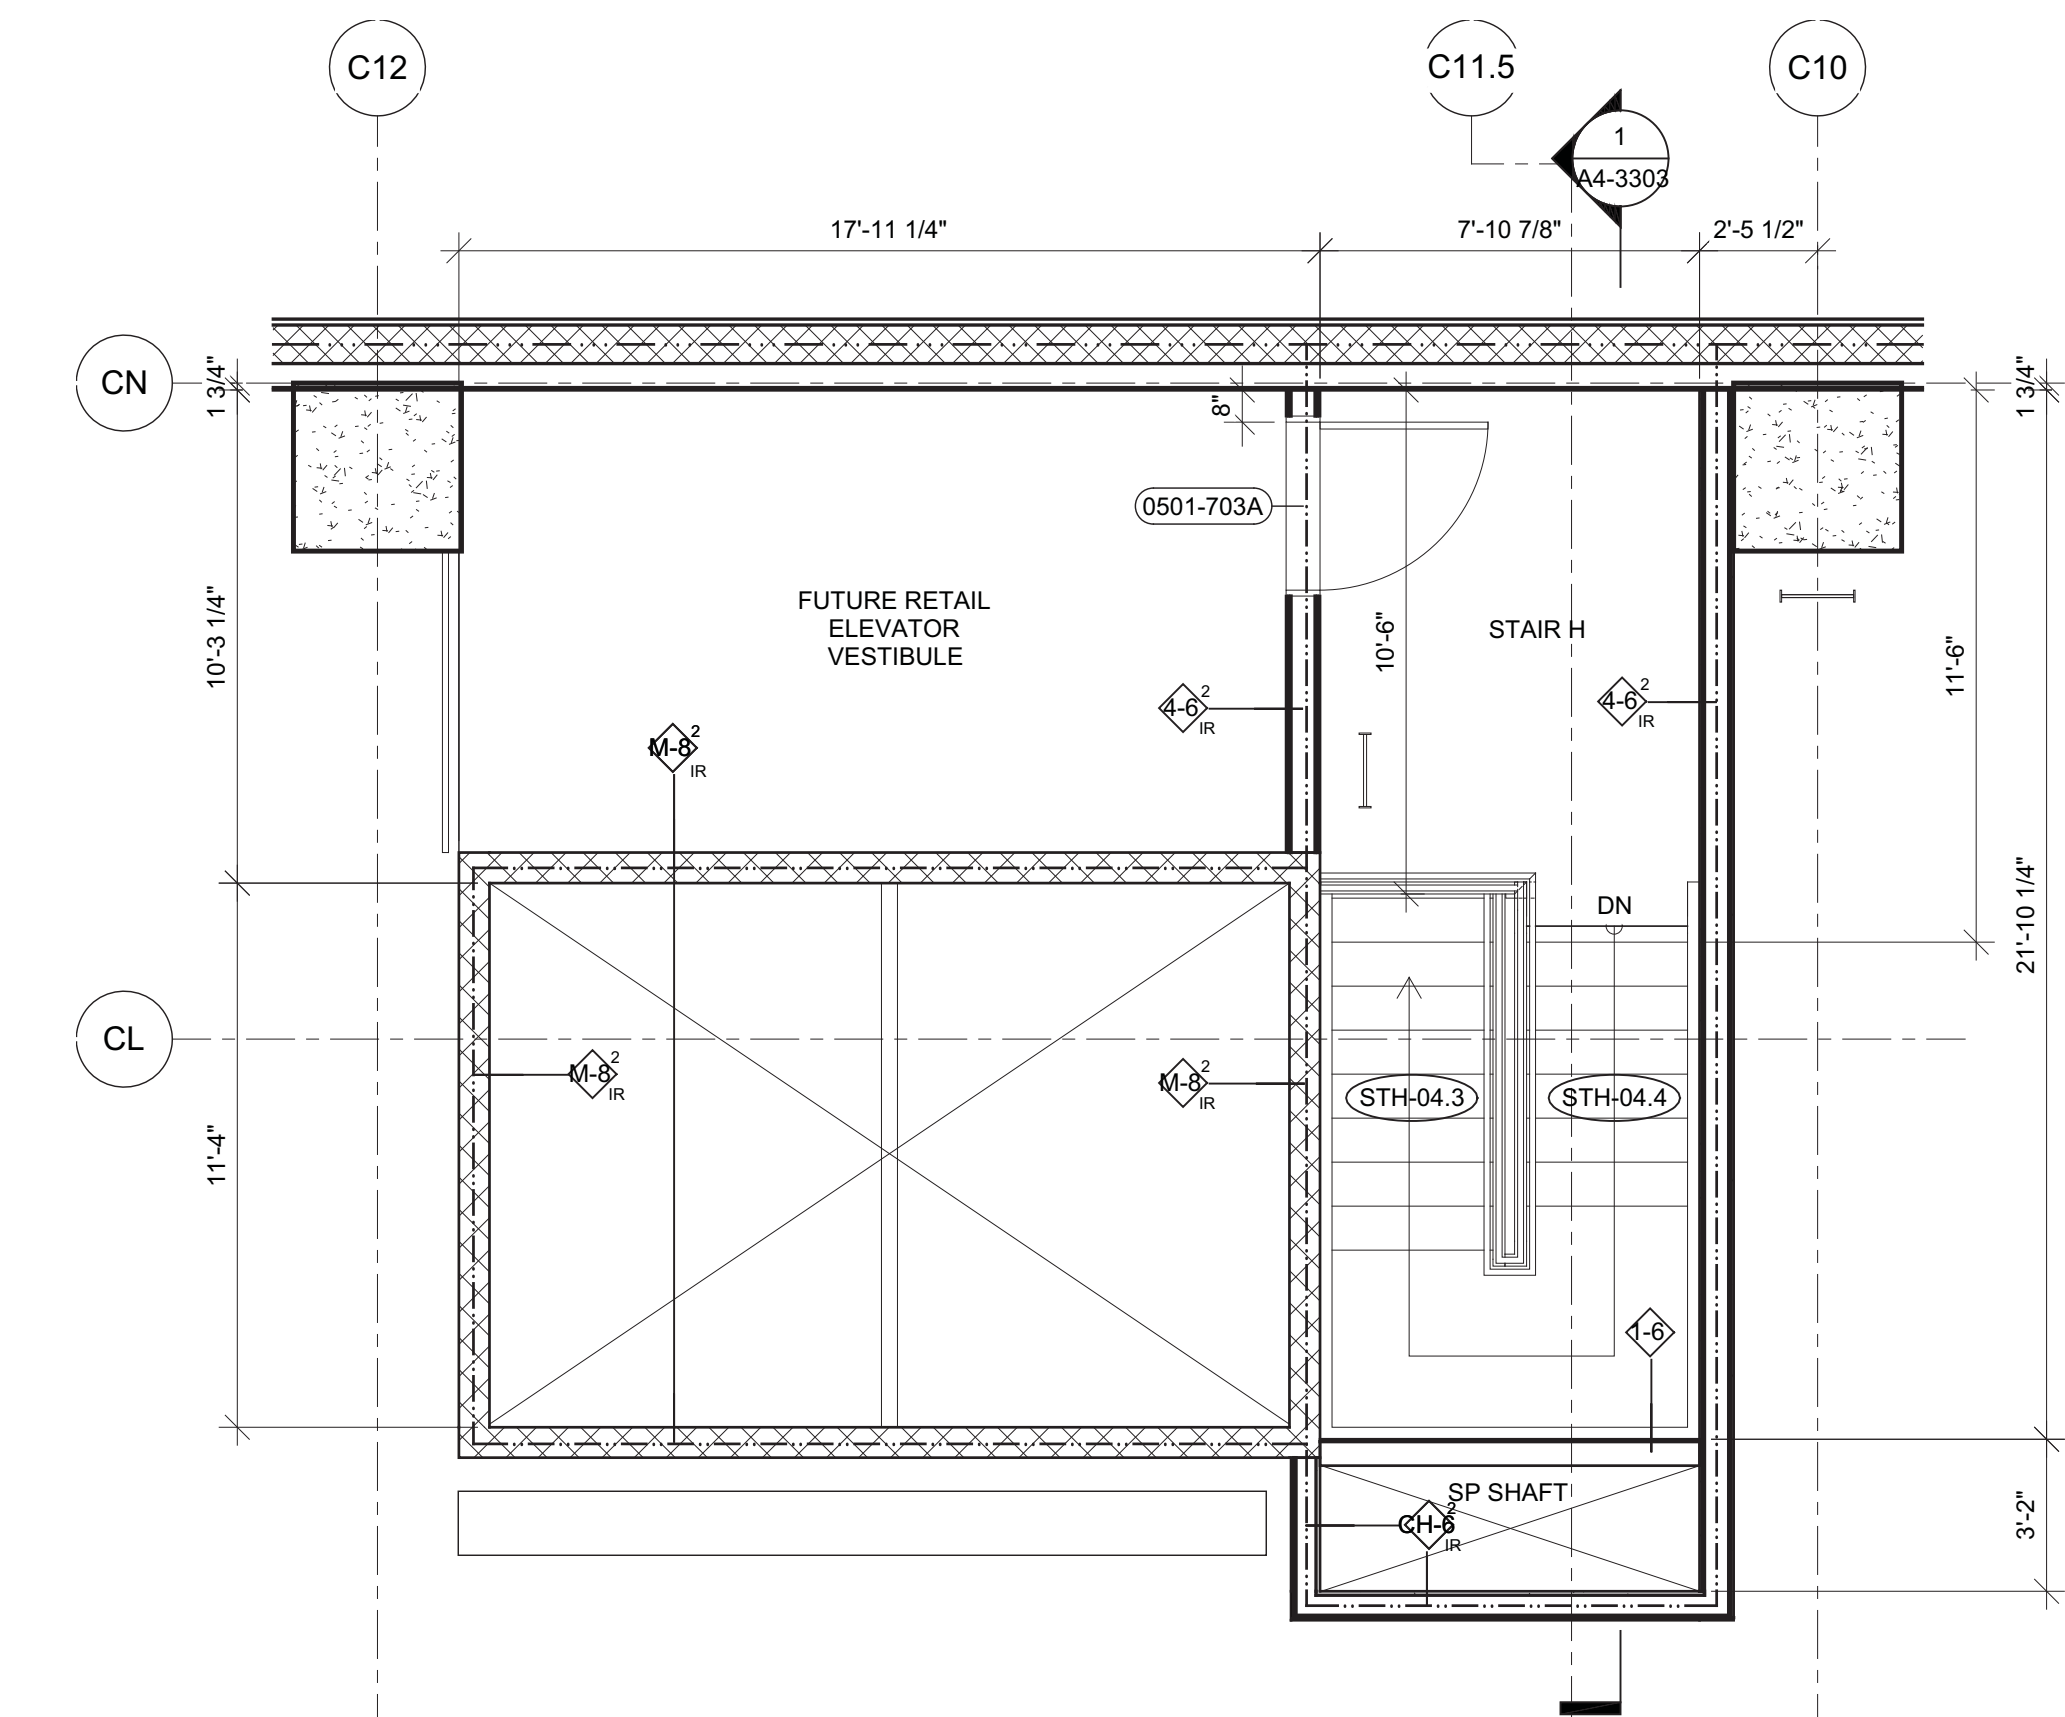 C12
C11.5
C10
1
A4-3303
17'-11 1/4"
7'-10 7/8"
2'-5 1/2"
CN
1 3/4"
8"
1 3/4"
0501-703A
FUTURE RETAIL
ELEVATOR
VESTIBULE
STAIR H
10'-3 1/4"
10'-6"
11'-6"
4-6
2
IR
4-6
2
IR
M-8
2
IR
DN
21'-10 1/4"
CL
M-8
2
IR
M-8
2
IR
STH-04.3
STH-04.4
11'-4"
1-6
SP SHAFT
CH-6
2
IR
3'-2"